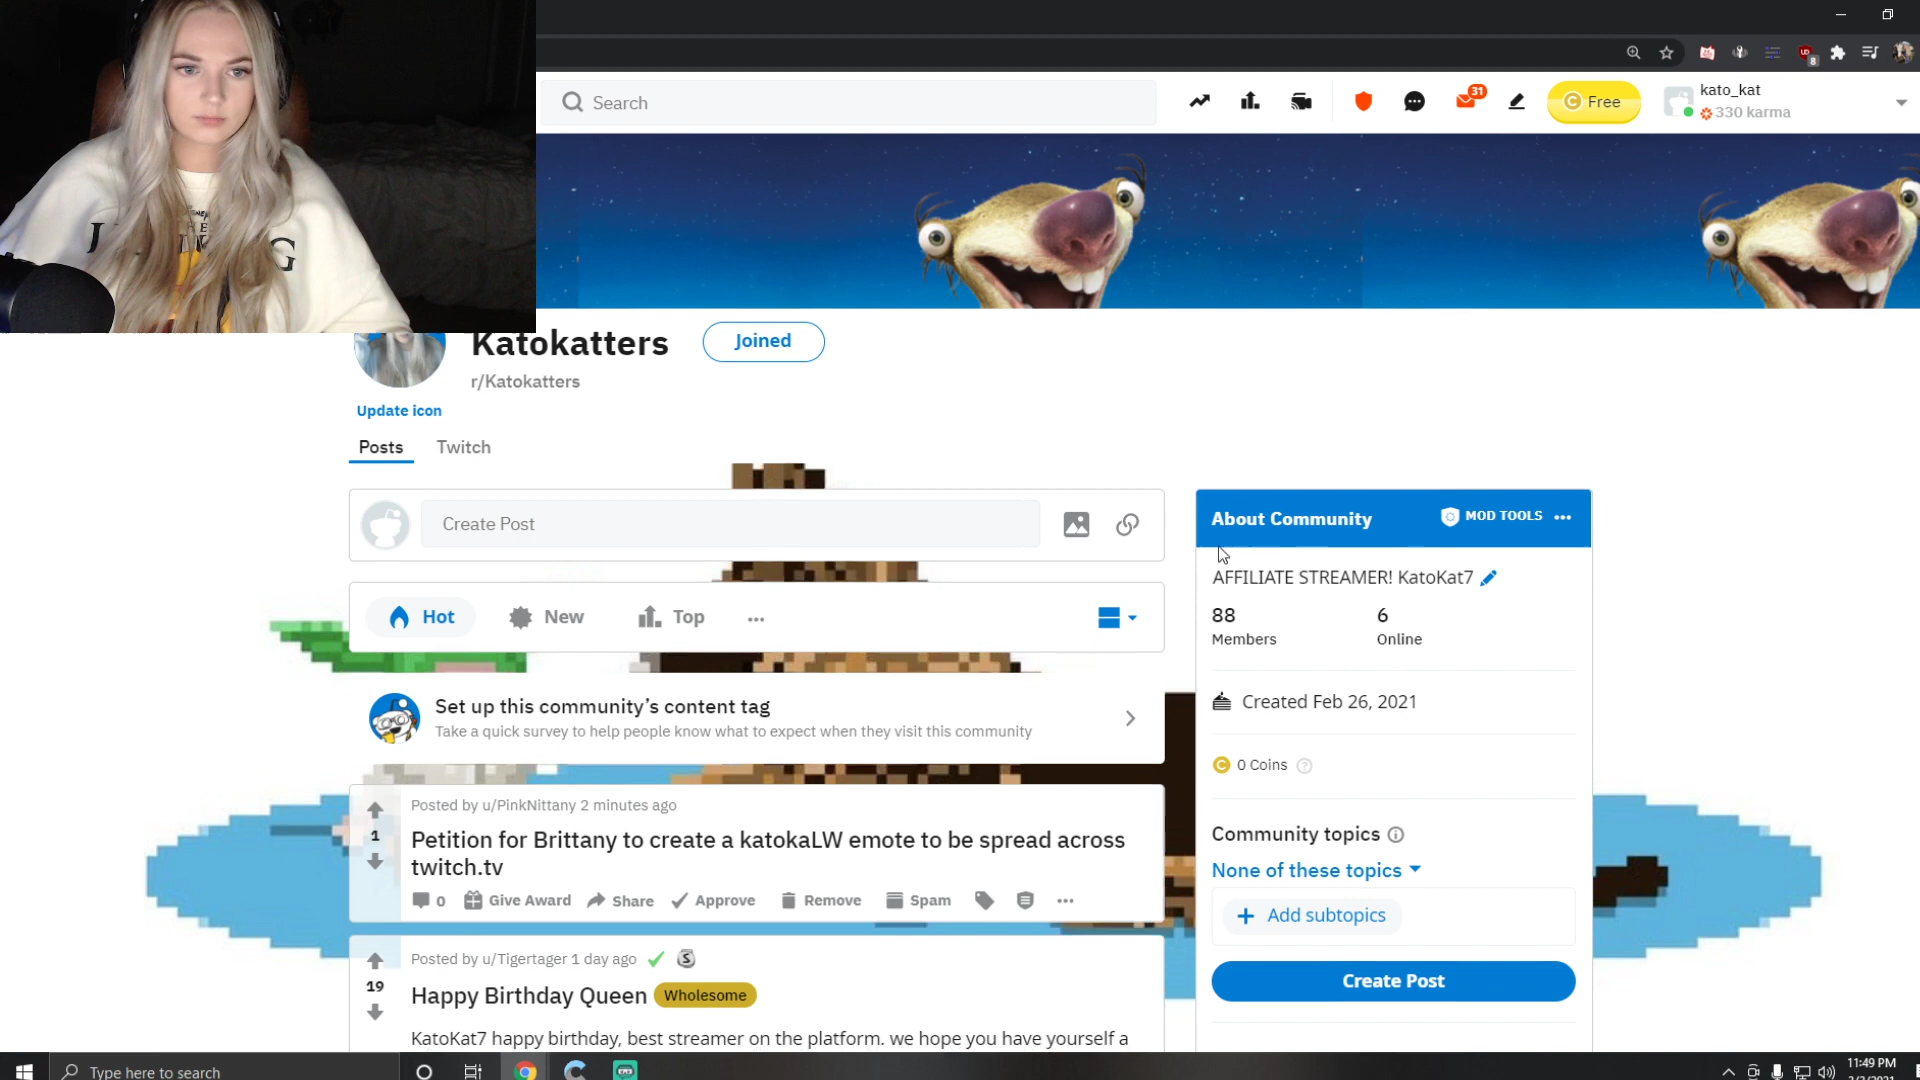 Search
31
Free
kato_kat
330 karma
8
Katokatters
Joined
r/Katokatters
Update icon
Posts
Twitch
Create Post
Hot
New
Top
Set up this community's content tag
Take a quick survey to help people know what to expect when they visit this community
Posted by u/PinkNittany 2 minutes ago
1
Petition for Brittany to create a katokaLW emote to be spread across
twitch.tv
0
Give Award
Share
Approve
Remove
Spam
Posted by u/Tigertager 1 day ago
19
Happy Birthday Queen
Wholesome
KatoKat7 happy birthday, best streamer on the platform. we hope you have yourself a
About Community
MOD TOOLS
AFFILIATE STREAMER! KatoKat7
88
6
Members
Online
Created Feb 26, 2021
0 Coins
Community topics
None of these topics
Add subtopics
Create Post
Type here to search
11:49 PM